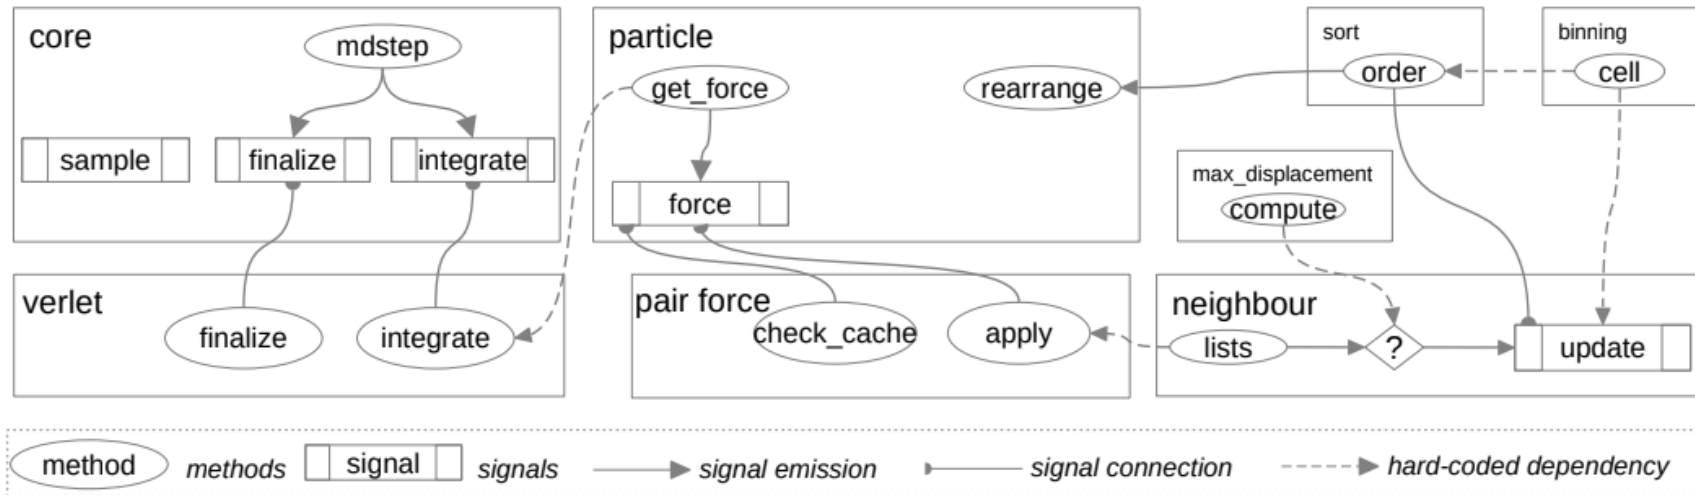 core
mdstep
sample
finalize
integrate
particle
get_force
rearrange
force
sort
order
binning
cell
max_displacement
compute
verlet
finalize
integrate
pair force
check_cache
apply
neighbour
lists
?
update
method methods signal signals signal emission signal connection hard-coded dependency